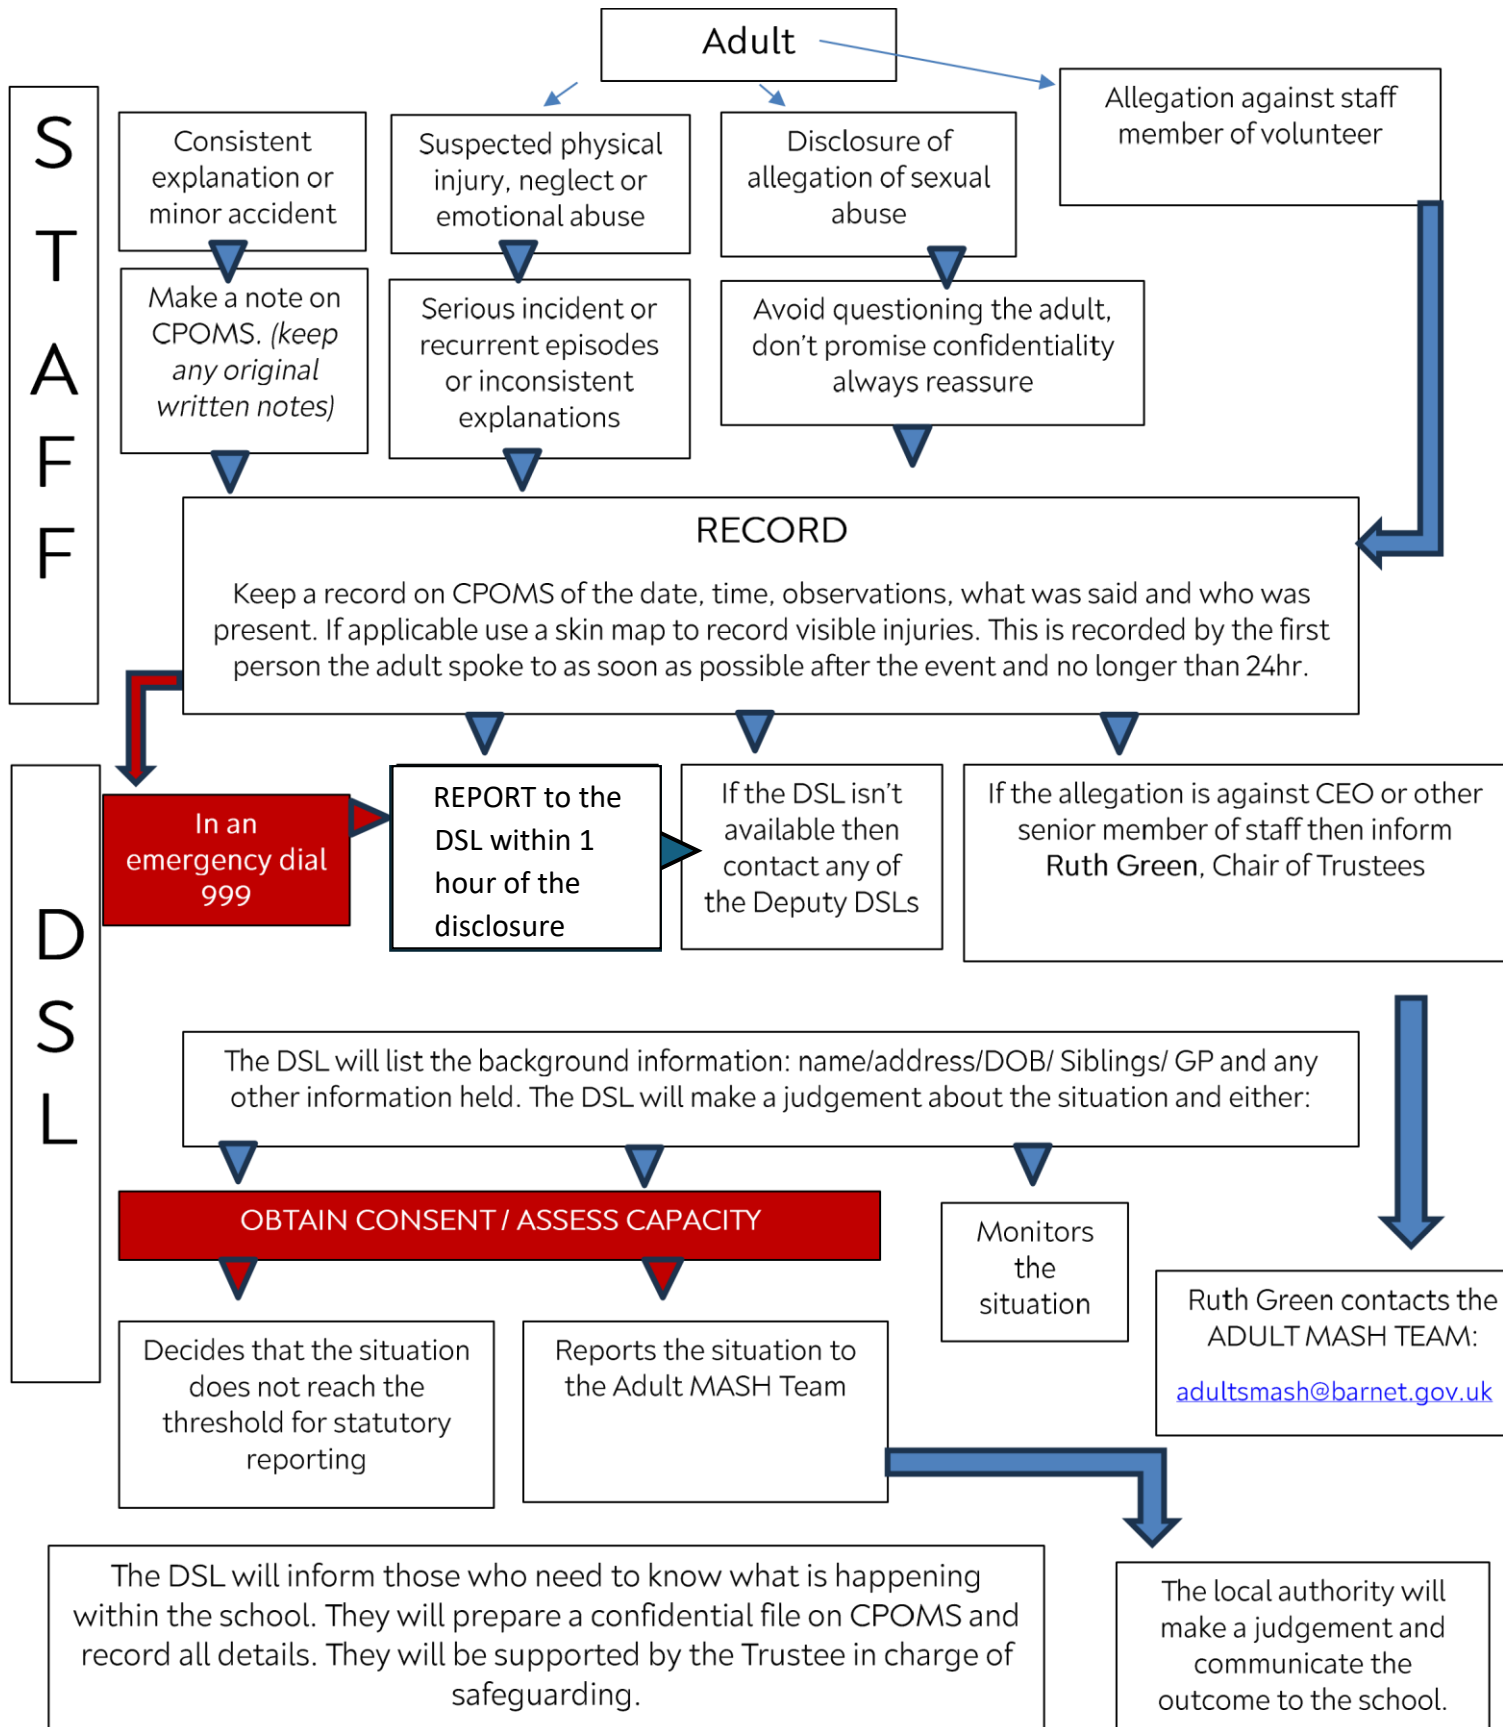 Adult
Allegation against staff
member of volunteer
S
T
A
F
F
Consistent
explanation or
minor accident
Suspected physical
injury, neglect or
emotional abuse
Disclosure of
allegation of sexual
abuse
Make a note on
CPOMS. (keep
any original
written notes)
Serious incident or
recurrent episodes
or inconsistent
explanations
Avoid questioning the adult,
don't promise confidentiality
always reassure
RECORD
Keep a record on CPOMS of the date, time, observations, what was said and who was
present. If applicable use a skin map to record visible injuries. This is recorded by the first
person the adult spoke to as soon as possible after the event and no longer than 24hr.
D
S
L
In an
emergency dial
999
REPORT to the
DSL within 1
hour of the
disclosure
If the DSL isn't
available then
contact any of
the Deputy DSLs
If the allegation is against CEO or other
senior member of staff then inform
Ruth Green, Chair of Trustees
The DSL will list the background information: name/address/DOB/ Siblings/ GP and any
other information held. The DSL will make a judgement about the situation and either:
OBTAIN CONSENT / ASSESS CAPACITY
Monitors
the
situation
Decides that the situation
does not reach the
threshold for statutory
reporting
Reports the situation to
the Adult MASH Team
Ruth Green contacts the
ADULT MASH TEAM:
adultsmash@barnet.gov.uk
The DSL will inform those who need to know what is happening
within the school. They will prepare a confidential file on CPOMS and
record all details. They will be supported by the Trustee in charge of
safeguarding.
The local authority will
make a judgement and
communicate the
outcome to the school.